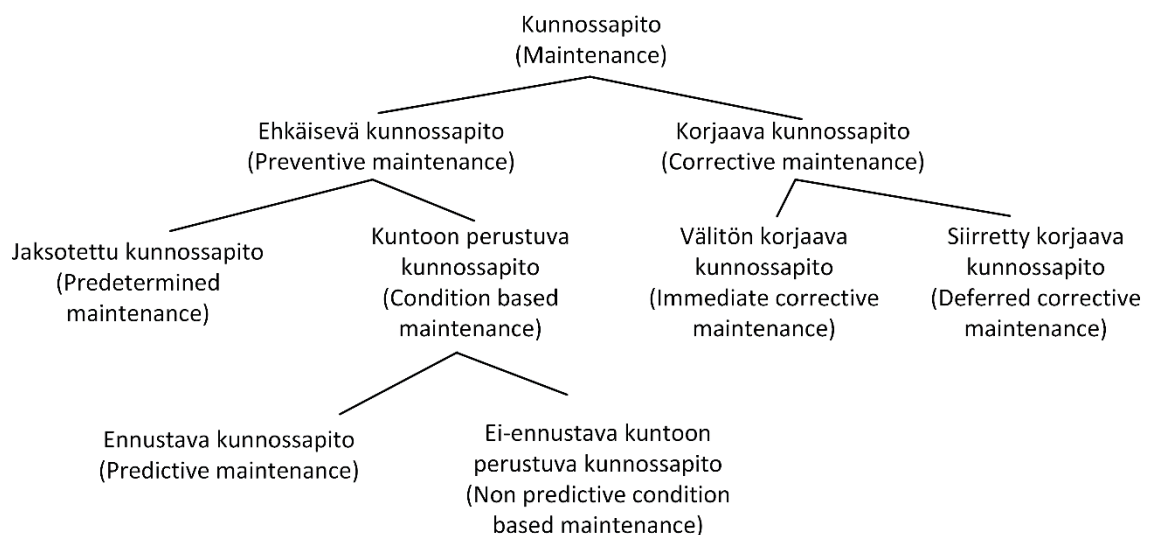 Kunnossapito
(Maintenance)
Ehkäisevä kunnossapito
(Preventive maintenance)
Korjaava kunnossapito
(Corrective maintenance)
Jaksotettu kunnossapito
(Predetermined
maintenance)
Kuntoon perustuva
kunnossapito
(Condition based
maintenance)
Välitön korjaava
kunnossapito
(Immediate corrective
maintenance)
Siirretty korjaava
kunnossapito
(Deferred corrective
maintenance)
Ennustava kunnossapito
(Predictive maintenance)
Ei-ennustava kuntoon
perustuva kunnossapito
(Non predictive condition
based maintenance)